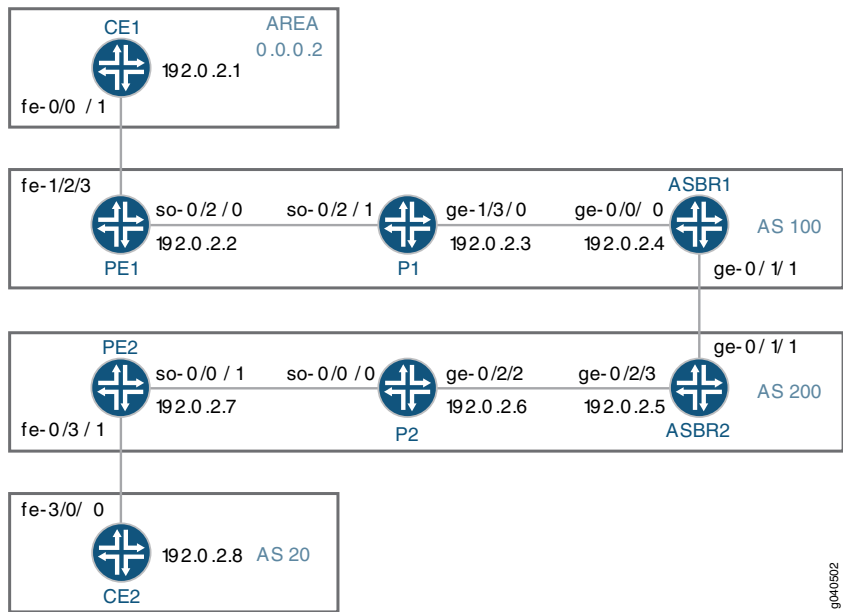 CE1
AREA
0.0.0.2
192.0.2.1
fe-0/0 / 1
fe-1/2/3
ASBR1
so-0/2 / 0
so-0/2 / 1
ge-1/3/ 0
ge-0/0/ 0
AS 100
192.0.2.2
192.0.2.3
192.0.2.4
PE1
P1
ge-0/ 1/ 1
PE2
ge-0/ 1/ 1
so-0/0 / 1
so-0/0 / 0
ge-0/2/2
ge-0/2/3
AS 200
192.0.2.7
192.0.2.6
192.0.2.5
fe-0/3 / 1
P2
ASBR2
fe-3/0/ 0
192.0.2.8
AS 20
CE2
g040502